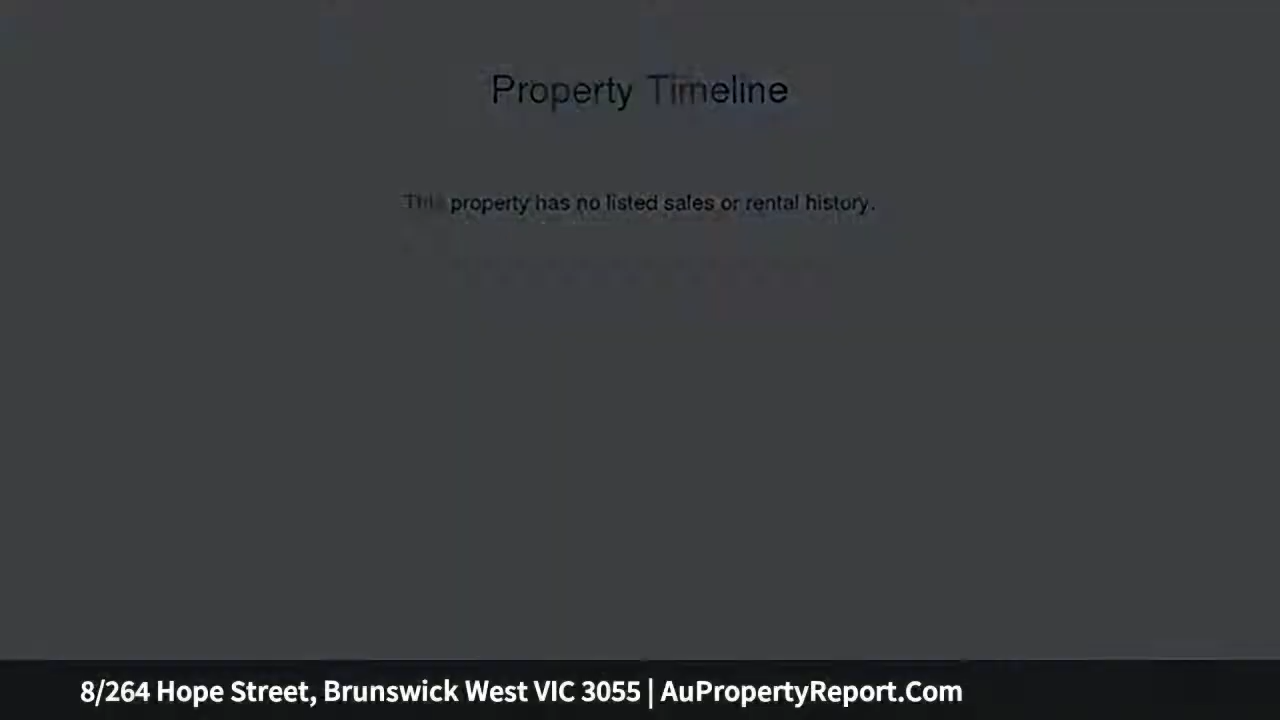 Property Timeline
This property has no listed sales or rental history.
8/264 Hope Street, Brunswick West VIC 3055 | AuPropertyReport.Com